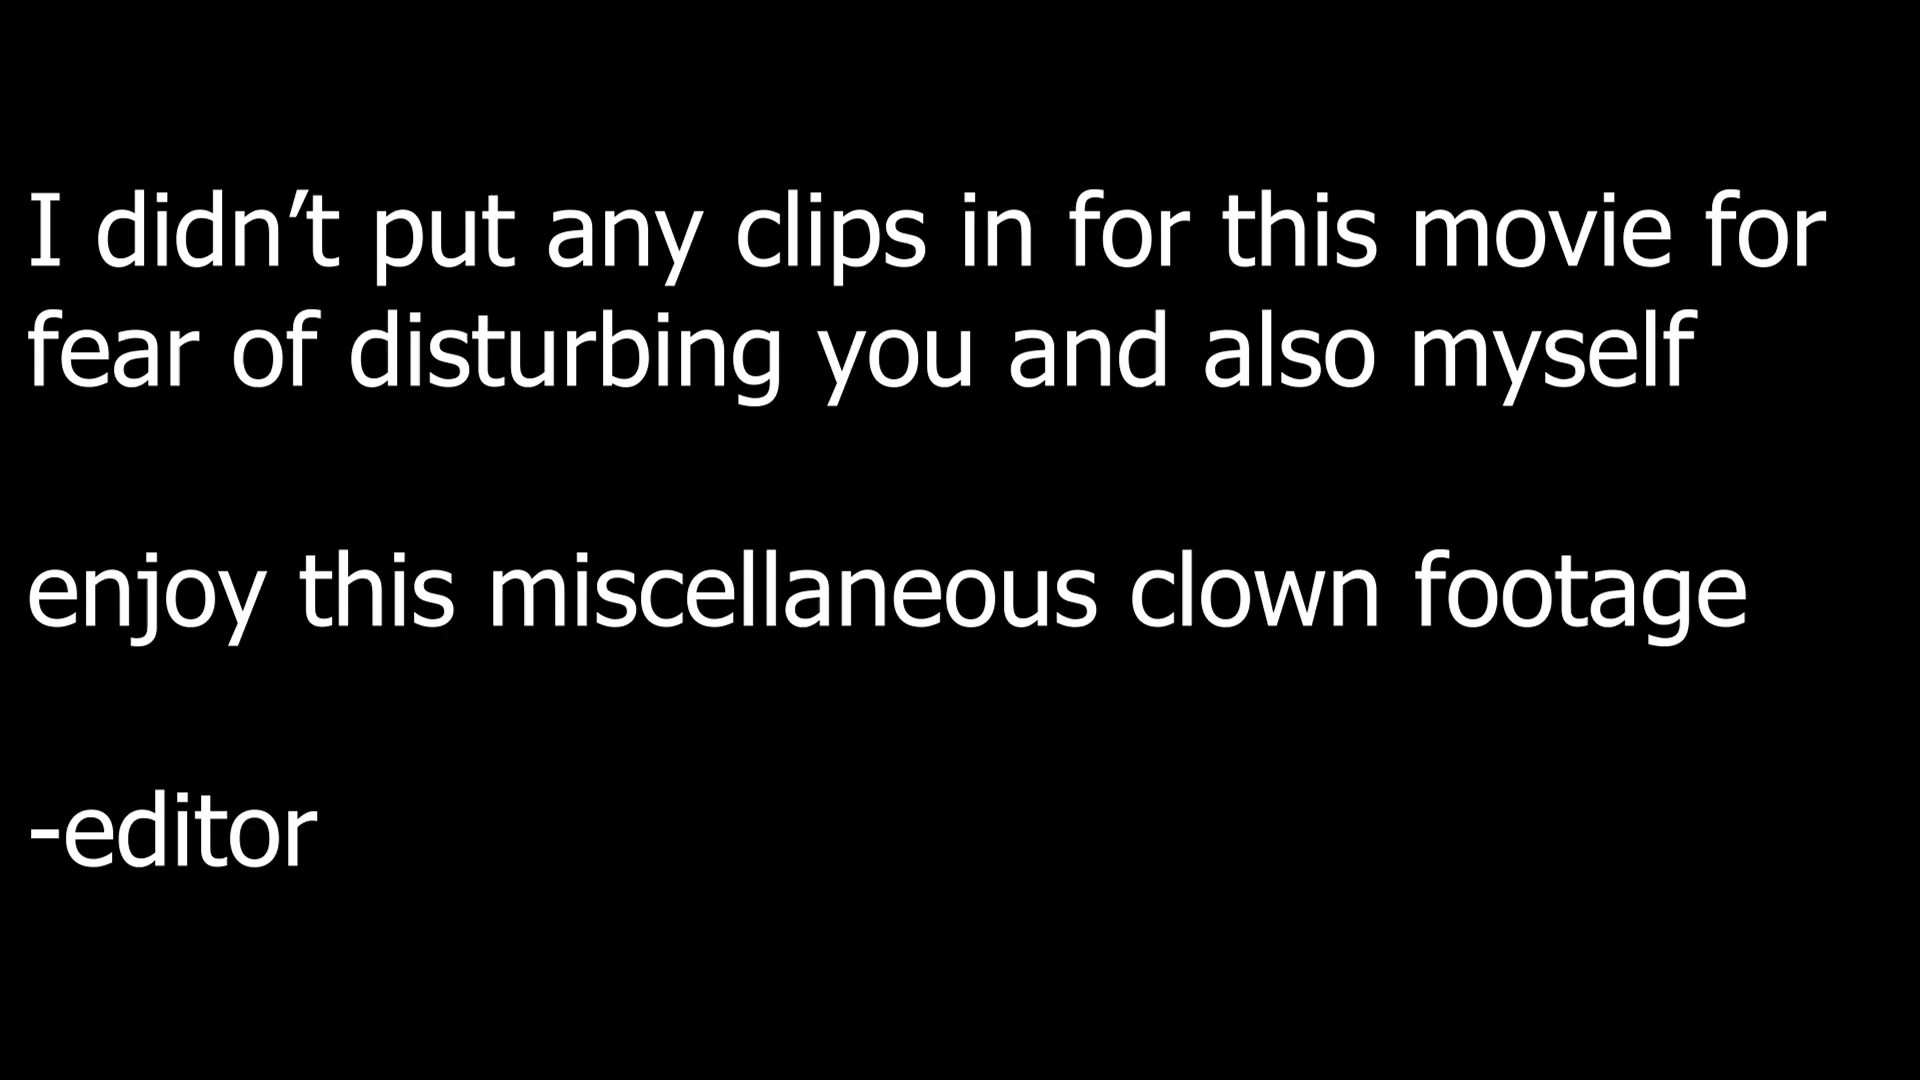 I didn’t put any clips in for this movie for
fear of disturbing you and also myself
enjoy this miscellaneous clown footage
-editor